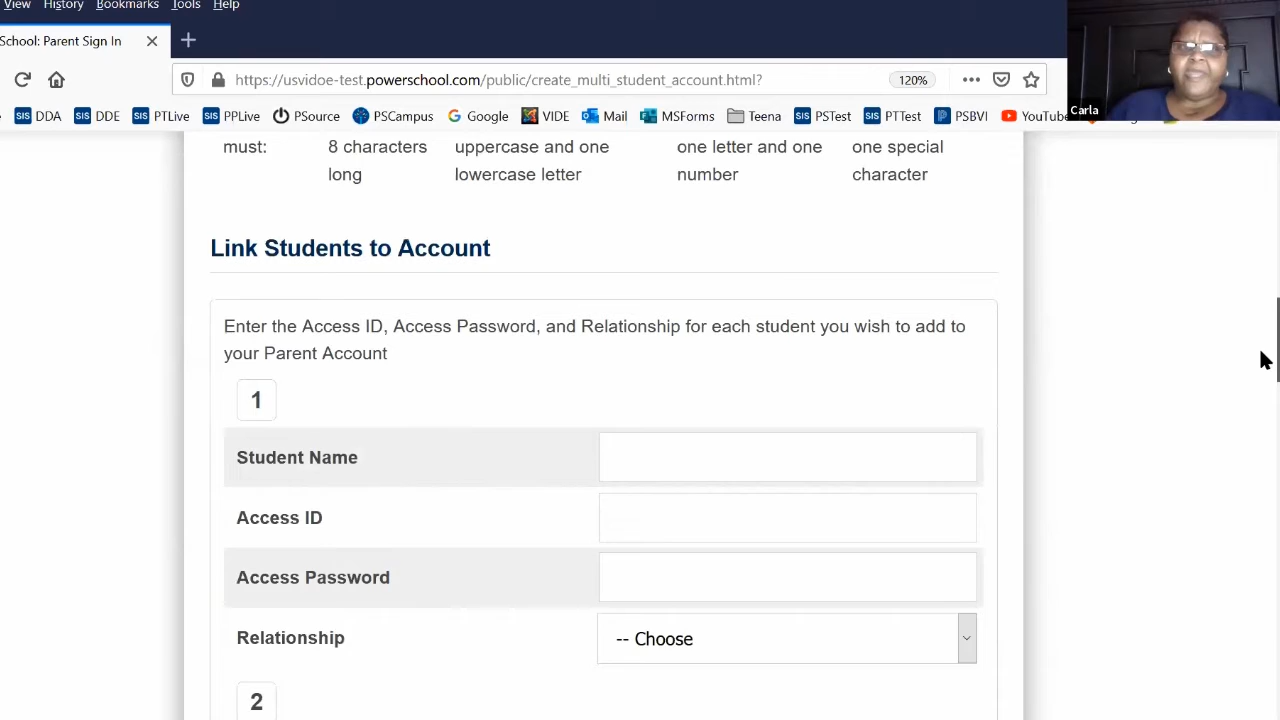 View History Bookmarks Tools Help
School: Parent Sign In
https://usvidoe-test.powerschool.com/public/create_multi_student_account.html? 120%
DDA DDE PTLive PPLive PSource PSCampus Google VIDE Mail MSForms Teena PSTest PTTest PSBVI YouTube
Carla
must: 8 characters uppercase and one one letter and one one special
long lowercase letter number character
Link Students to Account
Enter the Access ID, Access Password, and Relationship for each student you wish to add to
your Parent Account
1
Student Name
Access ID
Access Password
Relationship -- Choose
2